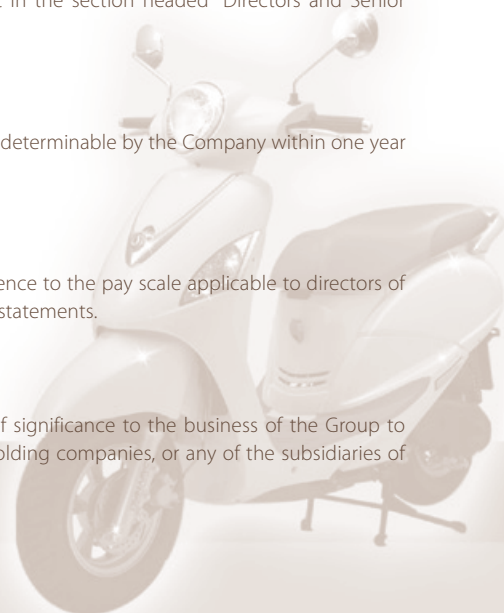 in the section headed "Directors and Senior
determinable by the Company within one year
ence to the pay scale applicable to directors of
statements.
f significance to the business of the Group to
olding companies, or any of the subsidiaries of